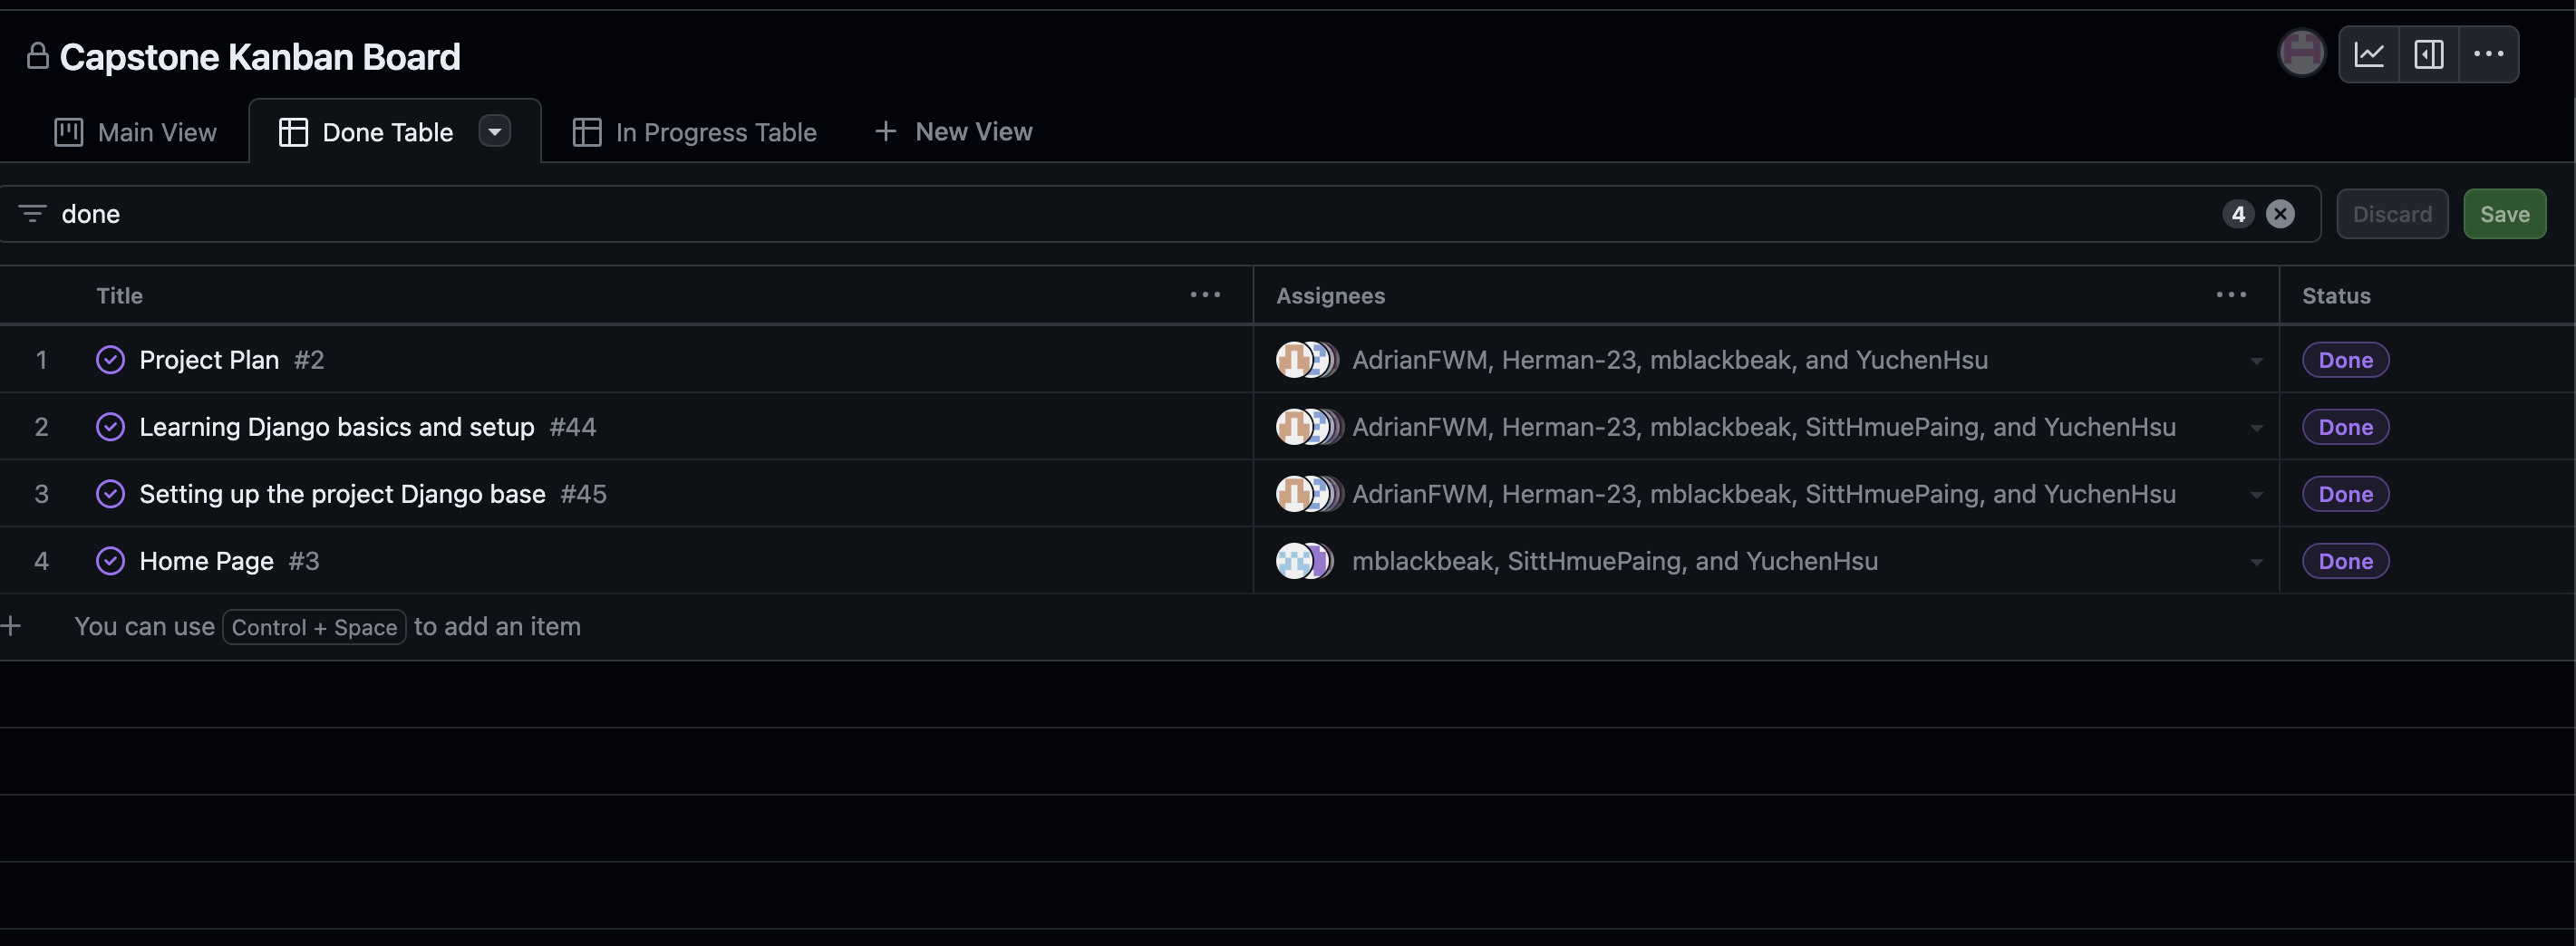 Capstone Kanban Board
Main View
Done Table
In Progress Table
New View
done
4
Discard
Save
Title
Assignees
Status
1 Project Plan #2 AdrianFWM, Herman-23, mblackbeak, and YuchenHsu Done
2 Learning Django basics and setup #44 AdrianFWM, Herman-23, mblackbeak, SittHmuePaing, and YuchenHsu Done
3 Setting up the project Django base #45 AdrianFWM, Herman-23, mblackbeak, SittHmuePaing, and YuchenHsu Done
4 Home Page #3 mblackbeak, SittHmuePaing, and YuchenHsu Done
You can use Control + Space to add an item